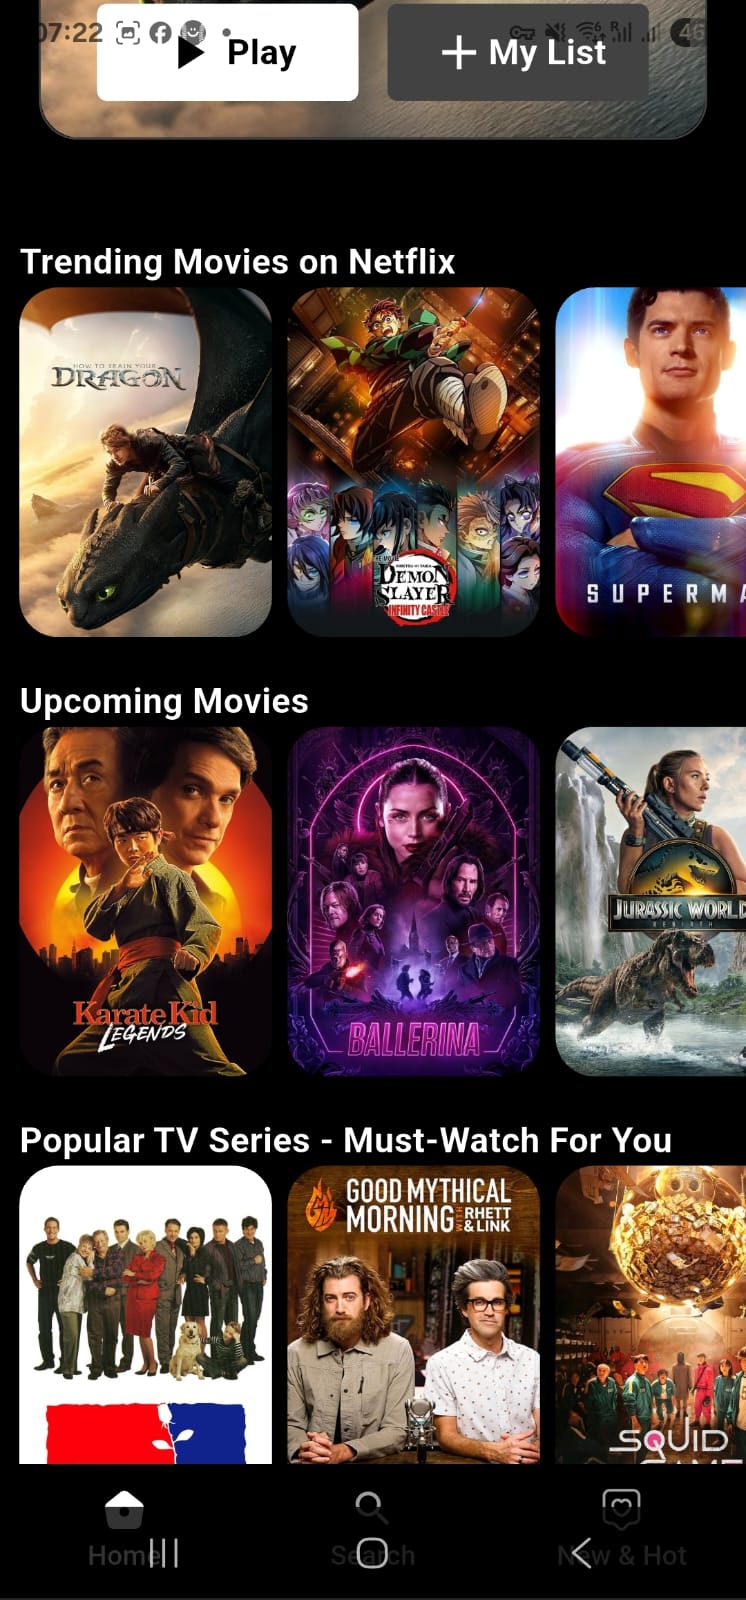 07:22
46
Play
+ My List
Trending Movies on Netflix
HOW TO TRAIN YOUR
DRAGON
DEMON
SLAYER
INFINITY CASTLE
SUPERMA
Upcoming Movies
Karate Kid
LEGENDS
BALLERINA
JURASSIC WORLD
REBIRTH
Popular TV Series - Must-Watch For You
GOOD MYTHICAL
MORNING WITH RHETT
& LINK
SQUID
GAME
Home
Search
New & Hot